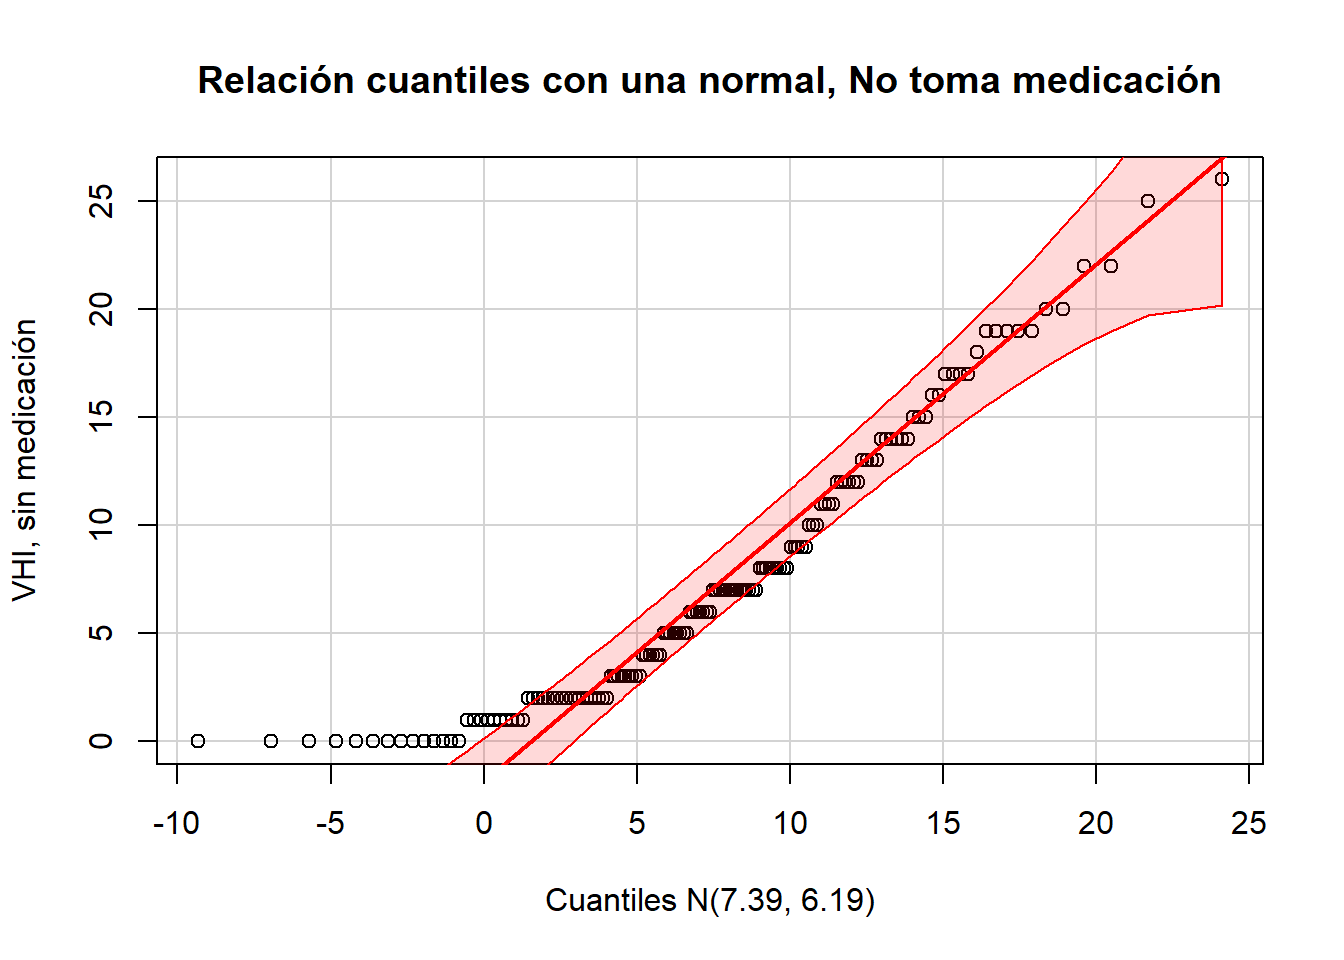 Relación cuantiles con una normal, No toma medicación
VHI, sin medicación
25
20
15
10
5
0
-10 -5 0 5 10 15 20 25
Cuantiles N(7.39, 6.19)